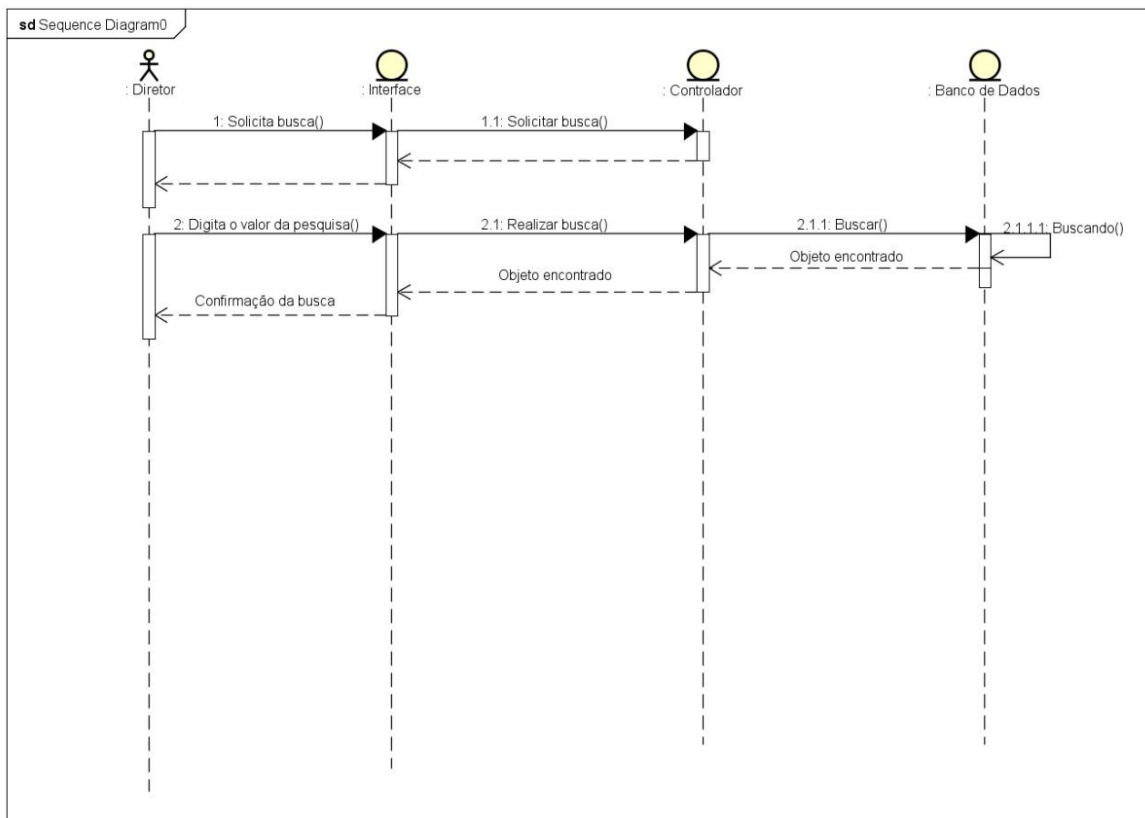 sd Sequence Diagram0
: Diretor
: Interface
: Controlador
: Banco de Dados
1: Solicita busca()
1.1: Solicitar busca()
2: Digita o valor da pesquisa()
2.1: Realizar busca()
2.1.1: Buscar()
2.1.1.1: Buscando()
Objeto encontrado
Objeto encontrado
Confirmação da busca